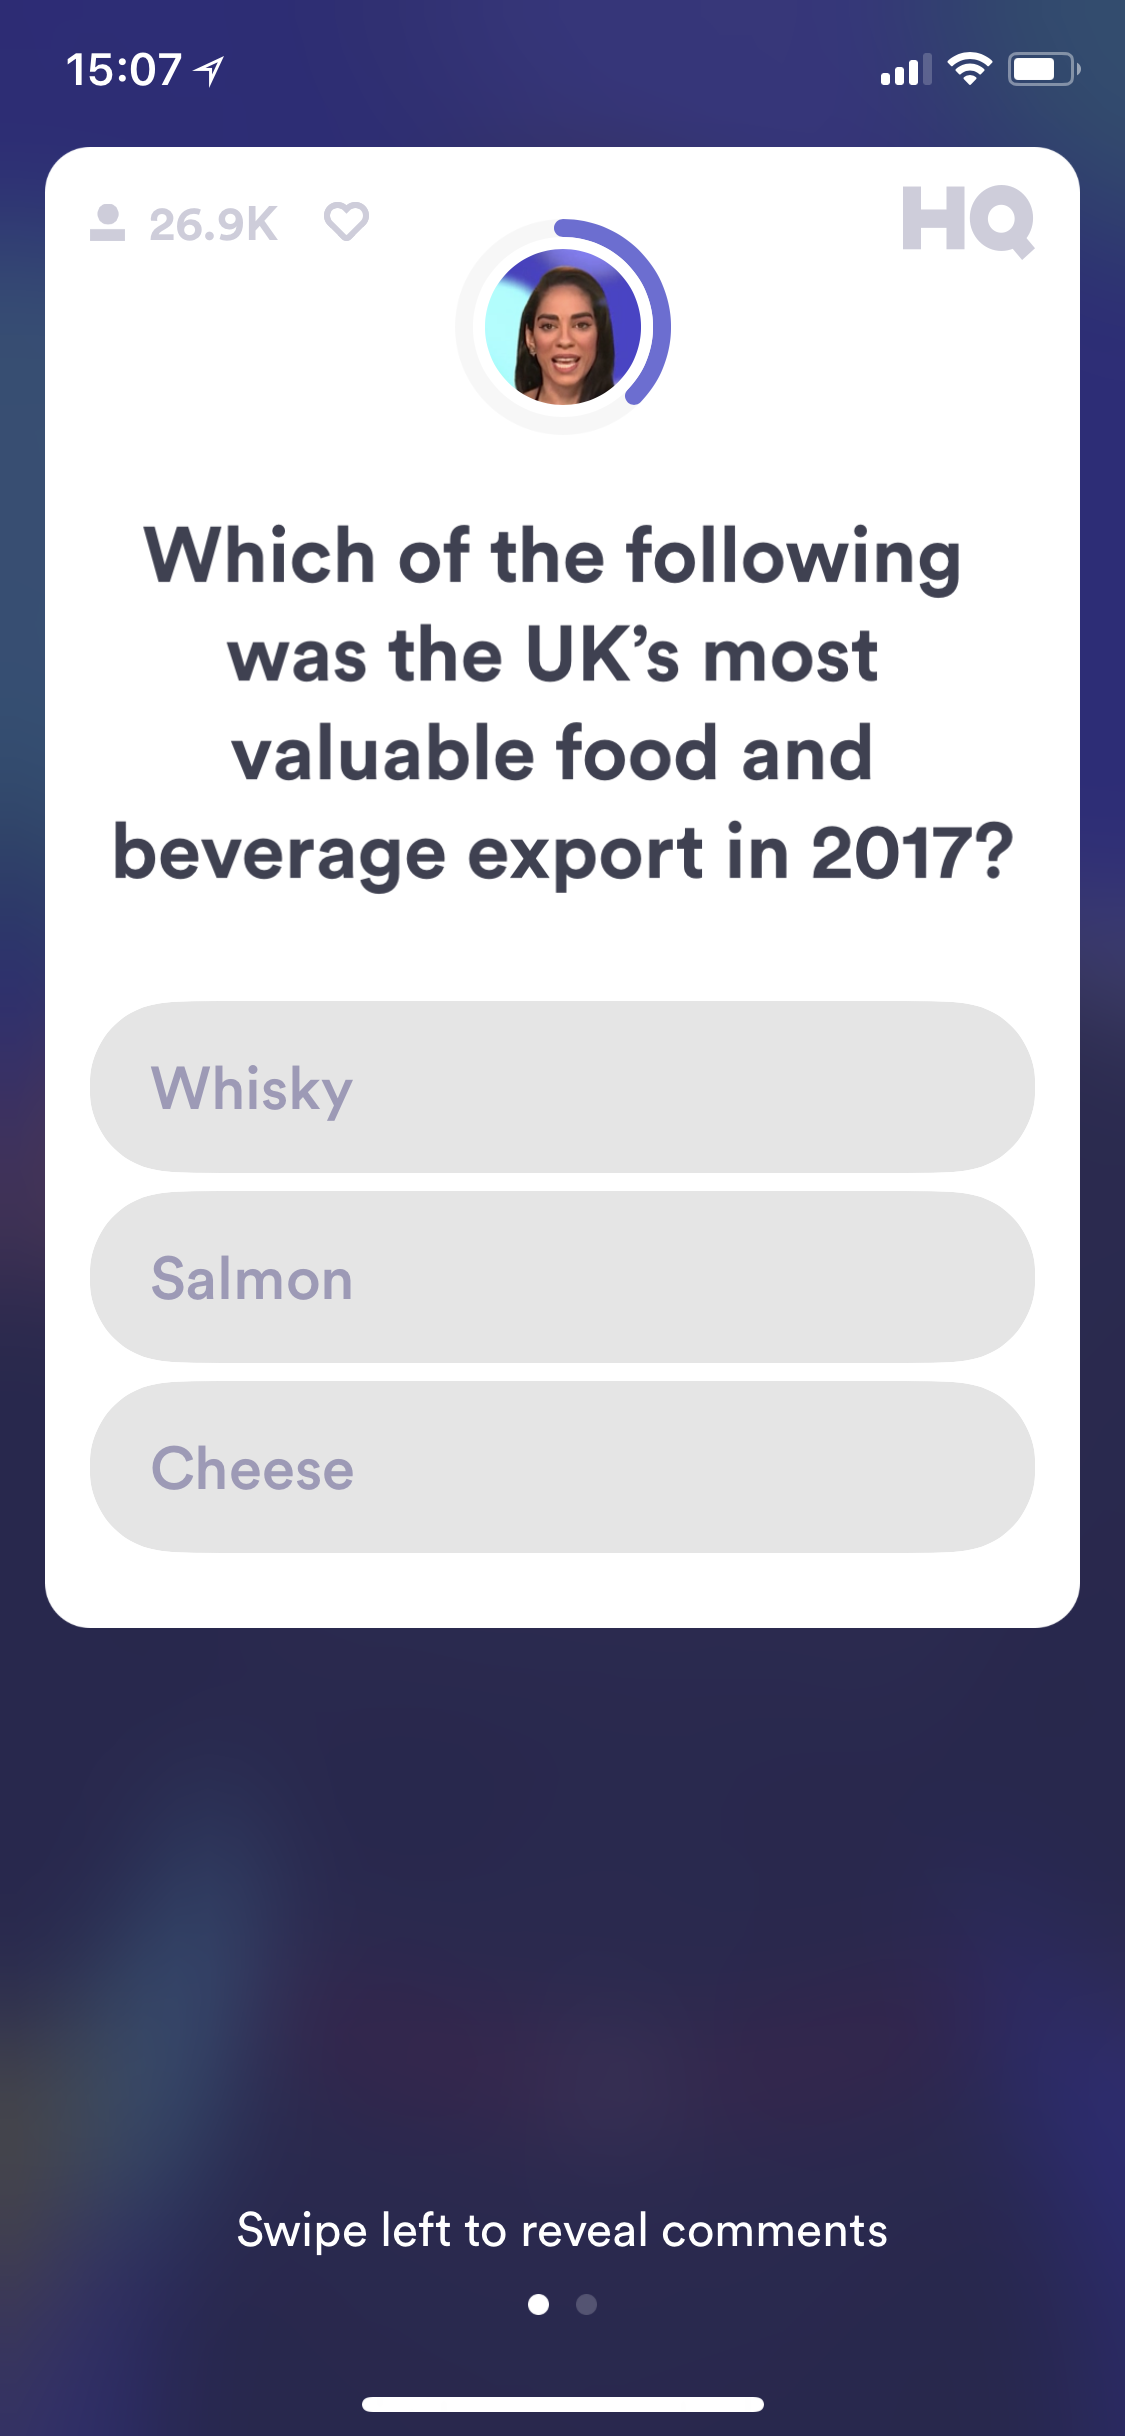 15:07
26.9K
HQ
Which of the following
was the UK’s most
valuable food and
beverage export in 2017?
Whisky
Salmon
Cheese
Swipe left to reveal comments